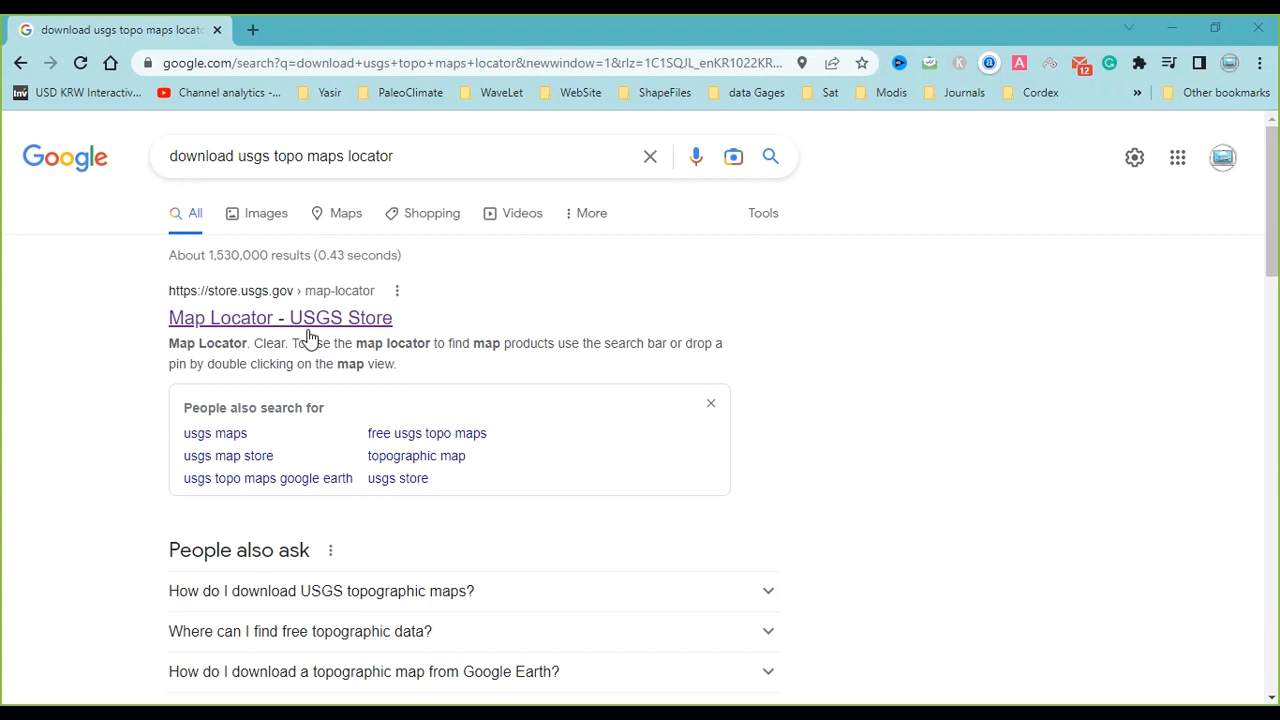 download usgs topo maps locato
google.com/search?q=download+usgs+topo+maps+locator&newwindow=1&rlz=1C1SQJL_enKR1022KR...
12
Inv USD KRW Interactiv... Channel analytics -... Yasir PaleoClimate WaveLet WebSite ShapeFiles data Gages Sat Modis Journals Cordex » Other bookmarks
Google
download usgs topo maps locator
All Images Maps Shopping Videos More Tools
About 1,530,000 results (0.43 seconds)
https://store.usgs.gov › map-locator
Map Locator - USGS Store
Map Locator. Clear. To se the map locator to find map products use the search bar or drop a
pin by double clicking on the map view.
People also search for
usgs maps free usgs topo maps
usgs map store topographic map
usgs topo maps google earth usgs store
People also ask
How do I download USGS topographic maps?
Where can I find free topographic data?
How do I download a topographic map from Google Earth?